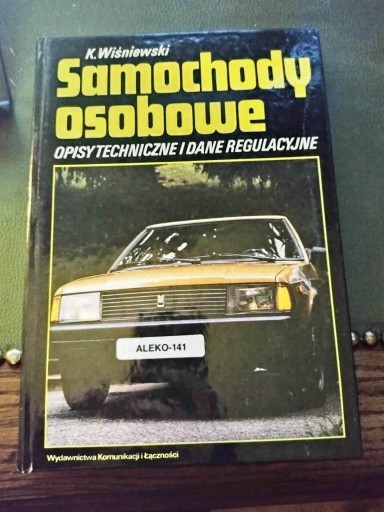 K. Wiśniewski
Samochody
osobowe
OPISY TECHNICZNE I DANE REGULACYJNE
ALEKO-141
Wydawnictwa Komunikacji i Łączności